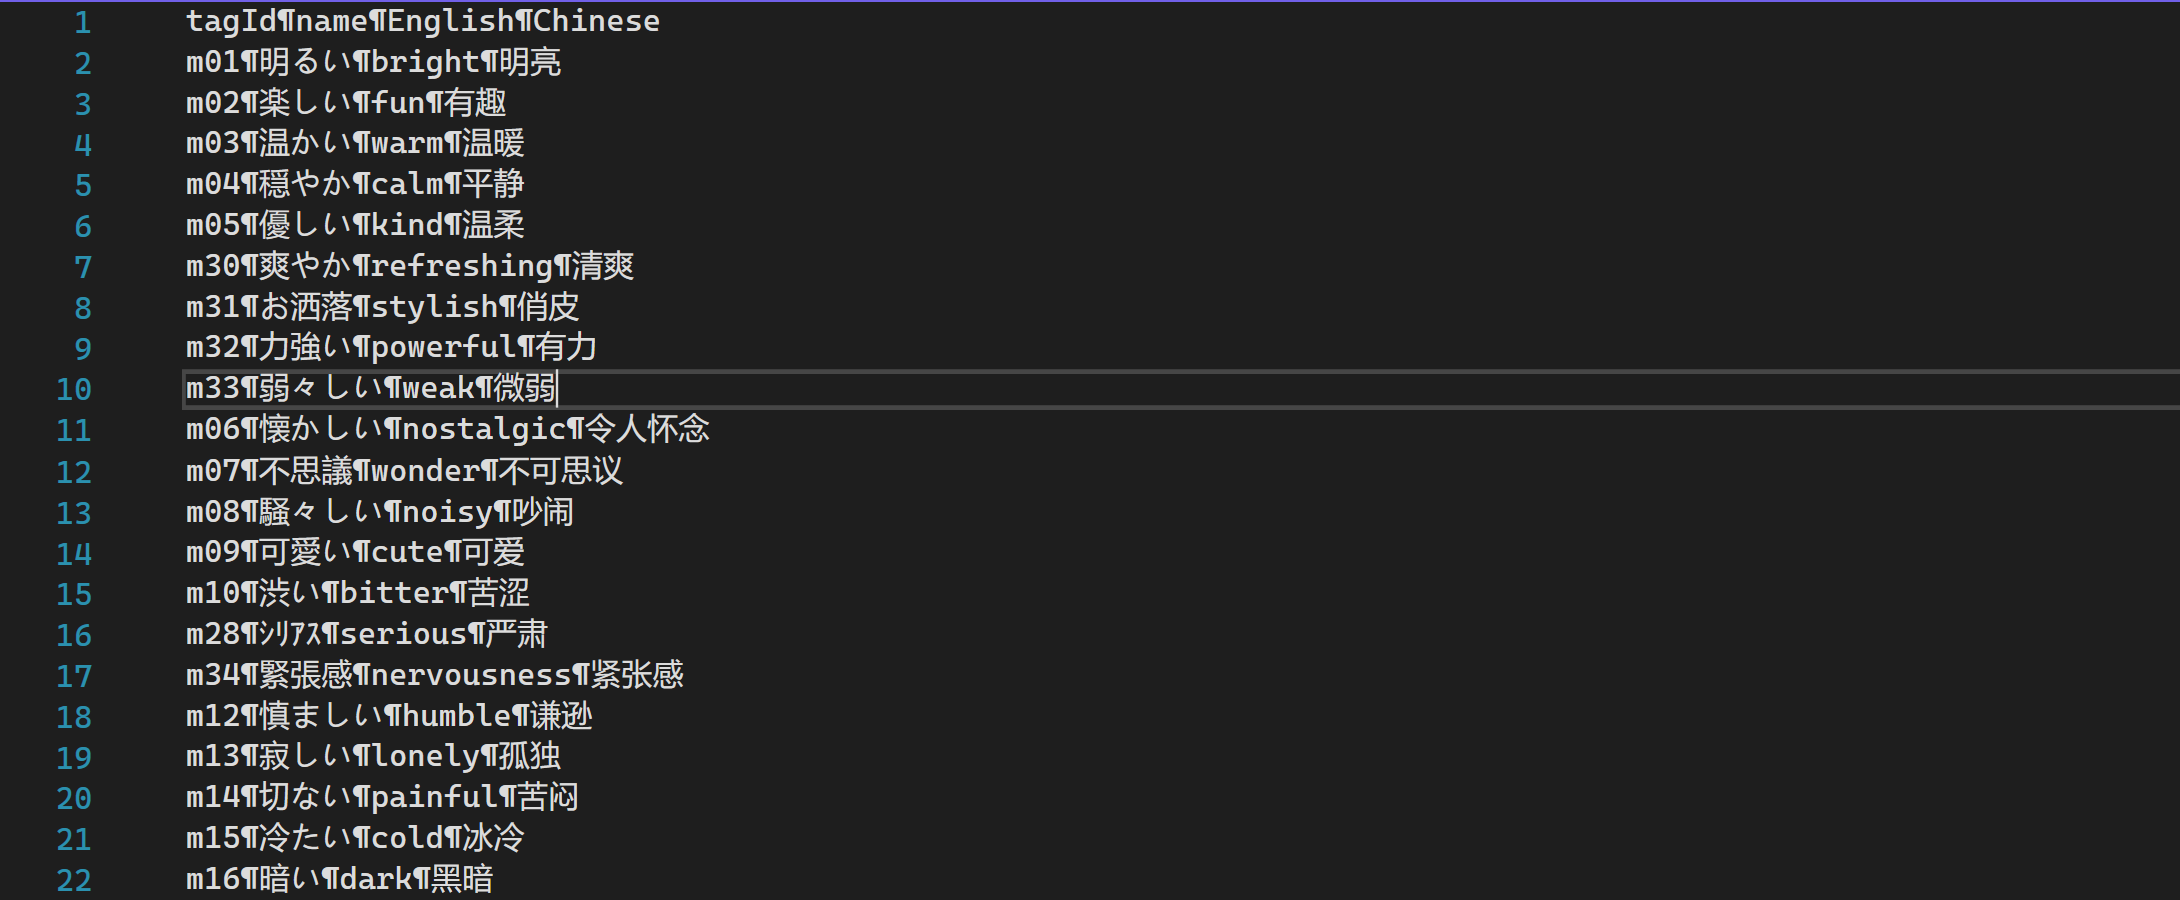 1 tagId¶name¶English¶Chinese
2 m01¶明るい¶bright¶明亮
3 m02¶楽しい¶fun¶有趣
4 m03¶温かい¶warm¶温暖
5 m04¶穏やか¶calm¶平静
6 m05¶優しい¶kind¶温柔
7 m30¶爽やか¶refreshing¶清爽
8 m31¶お洒落¶stylish¶俏皮
9 m32¶力強い¶powerful¶有力
10 m33¶弱々しい¶weak¶微弱
11 m06¶懐かしい¶nostalgic¶令人怀念
12 m07¶不思議¶wonder¶不可思议
13 m08¶騒々しい¶noisy¶吵闹
14 m09¶可愛い¶cute¶可爱
15 m10¶渋い¶bitter¶苦涩
16 m28¶ｼﾘｱｽ¶serious¶严肃
17 m34¶緊張感¶nervousness¶紧张感
18 m12¶慎ましい¶humble¶谦逊
19 m13¶寂しい¶lonely¶孤独
20 m14¶切ない¶painful¶苦闷
21 m15¶冷たい¶cold¶冰冷
22 m16¶暗い¶dark¶黑暗